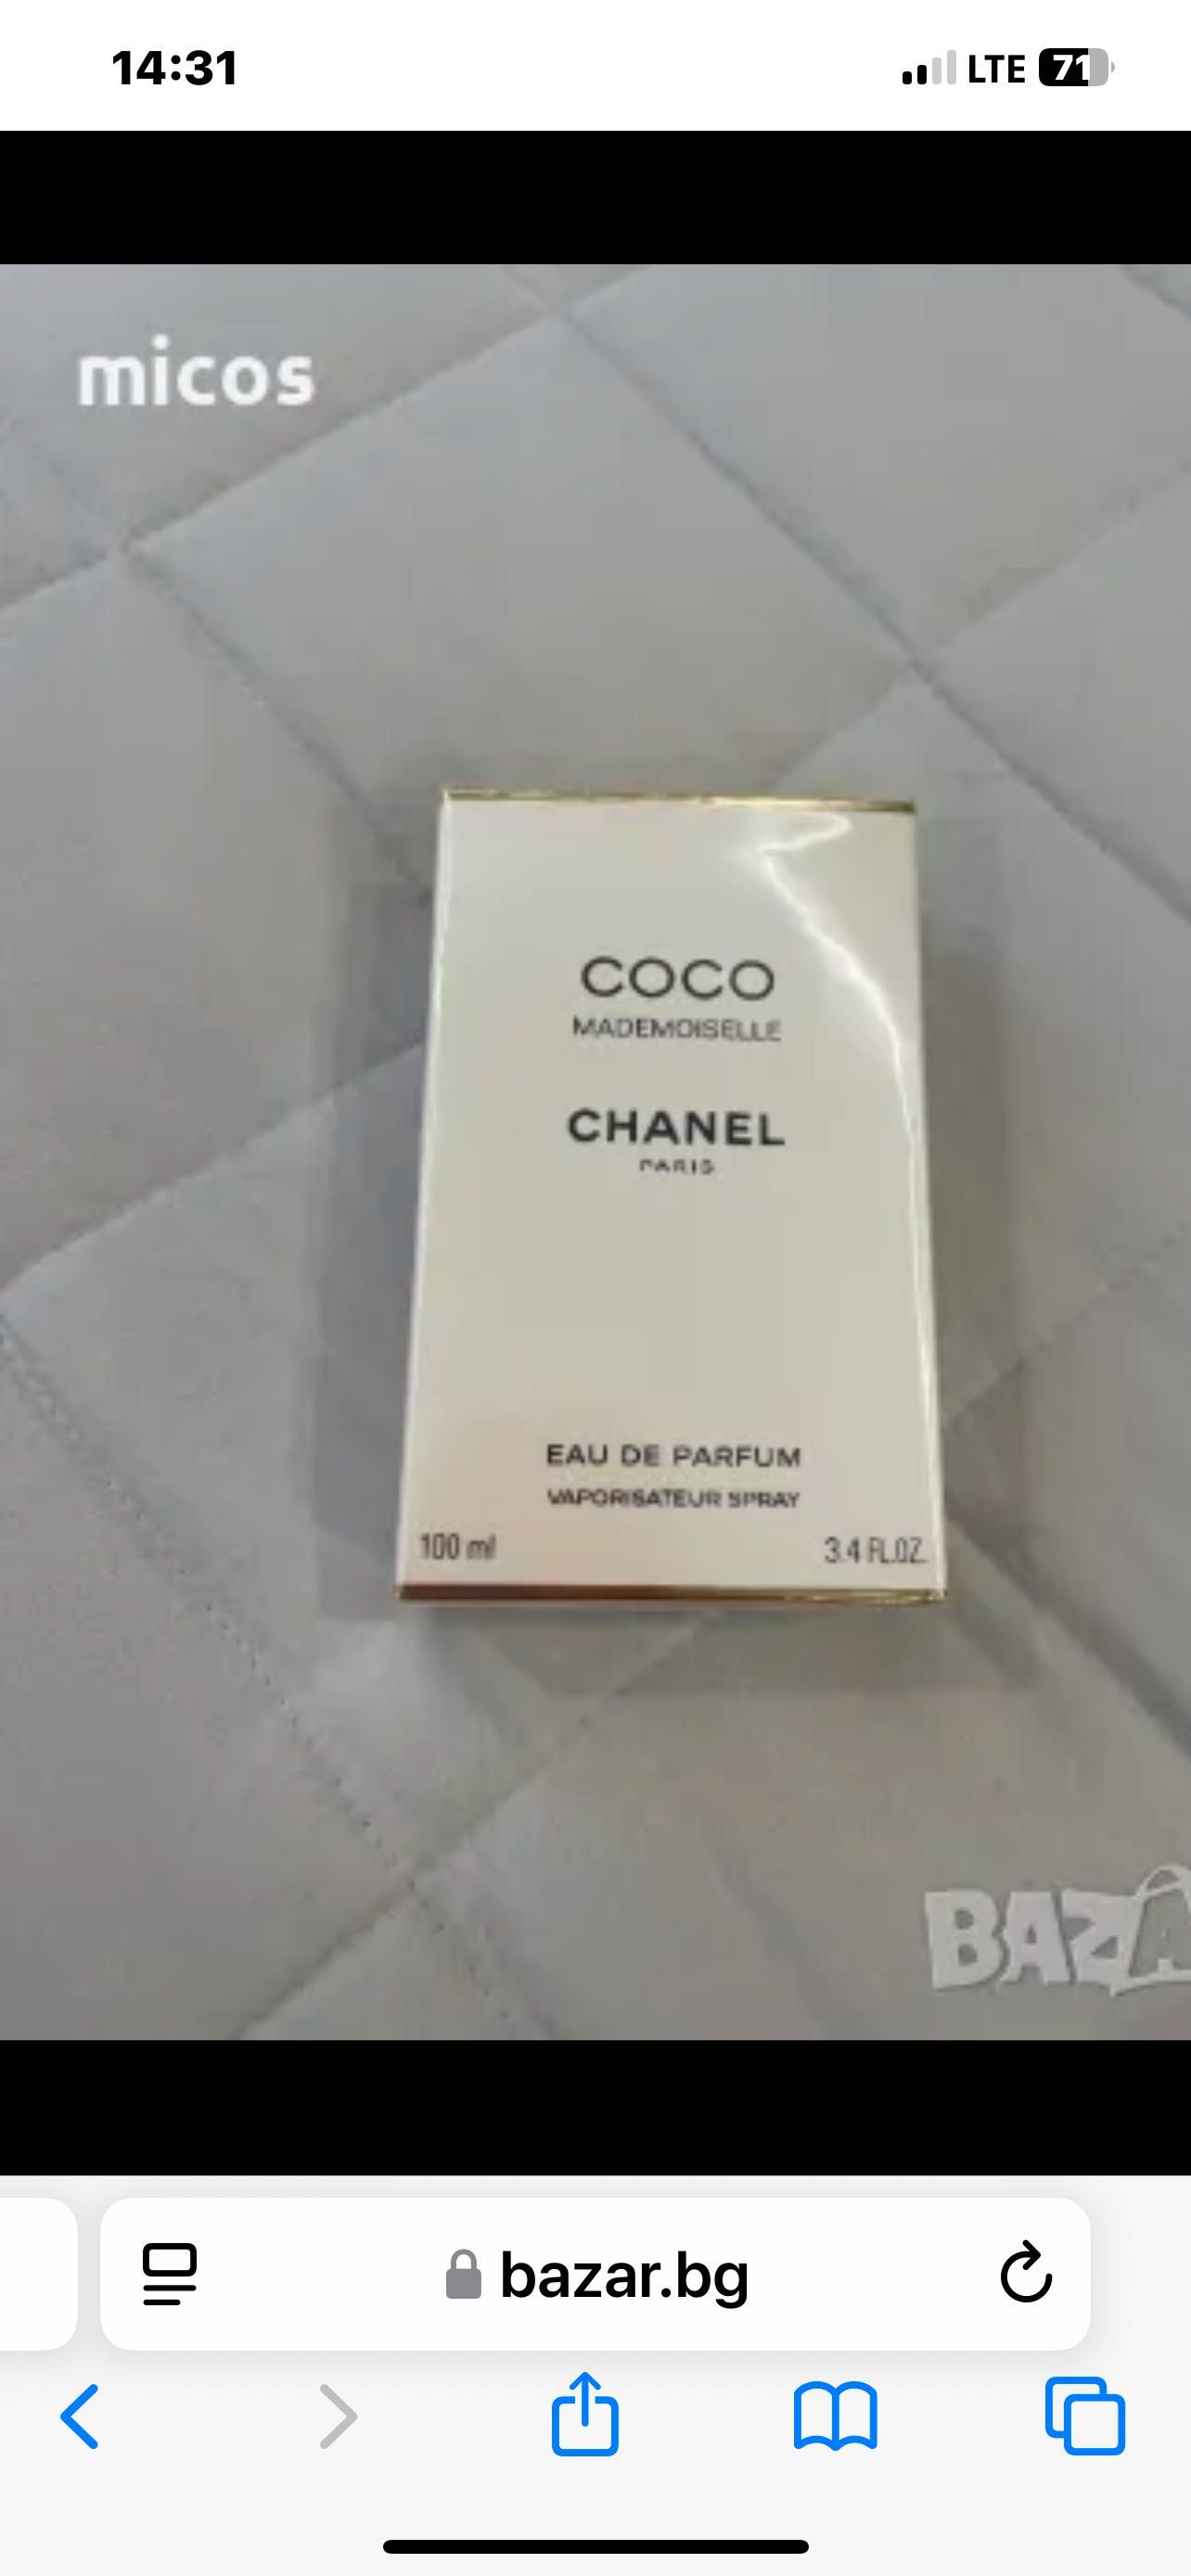 14:31
LTE 71
micos
COCO
MADEMOISELLE
CHANEL
PARIS
EAU DE PARFUM
VAPORISATEUR SPRAY
100 ml
3.4 FL.OZ.
BAZA
bazar.bg